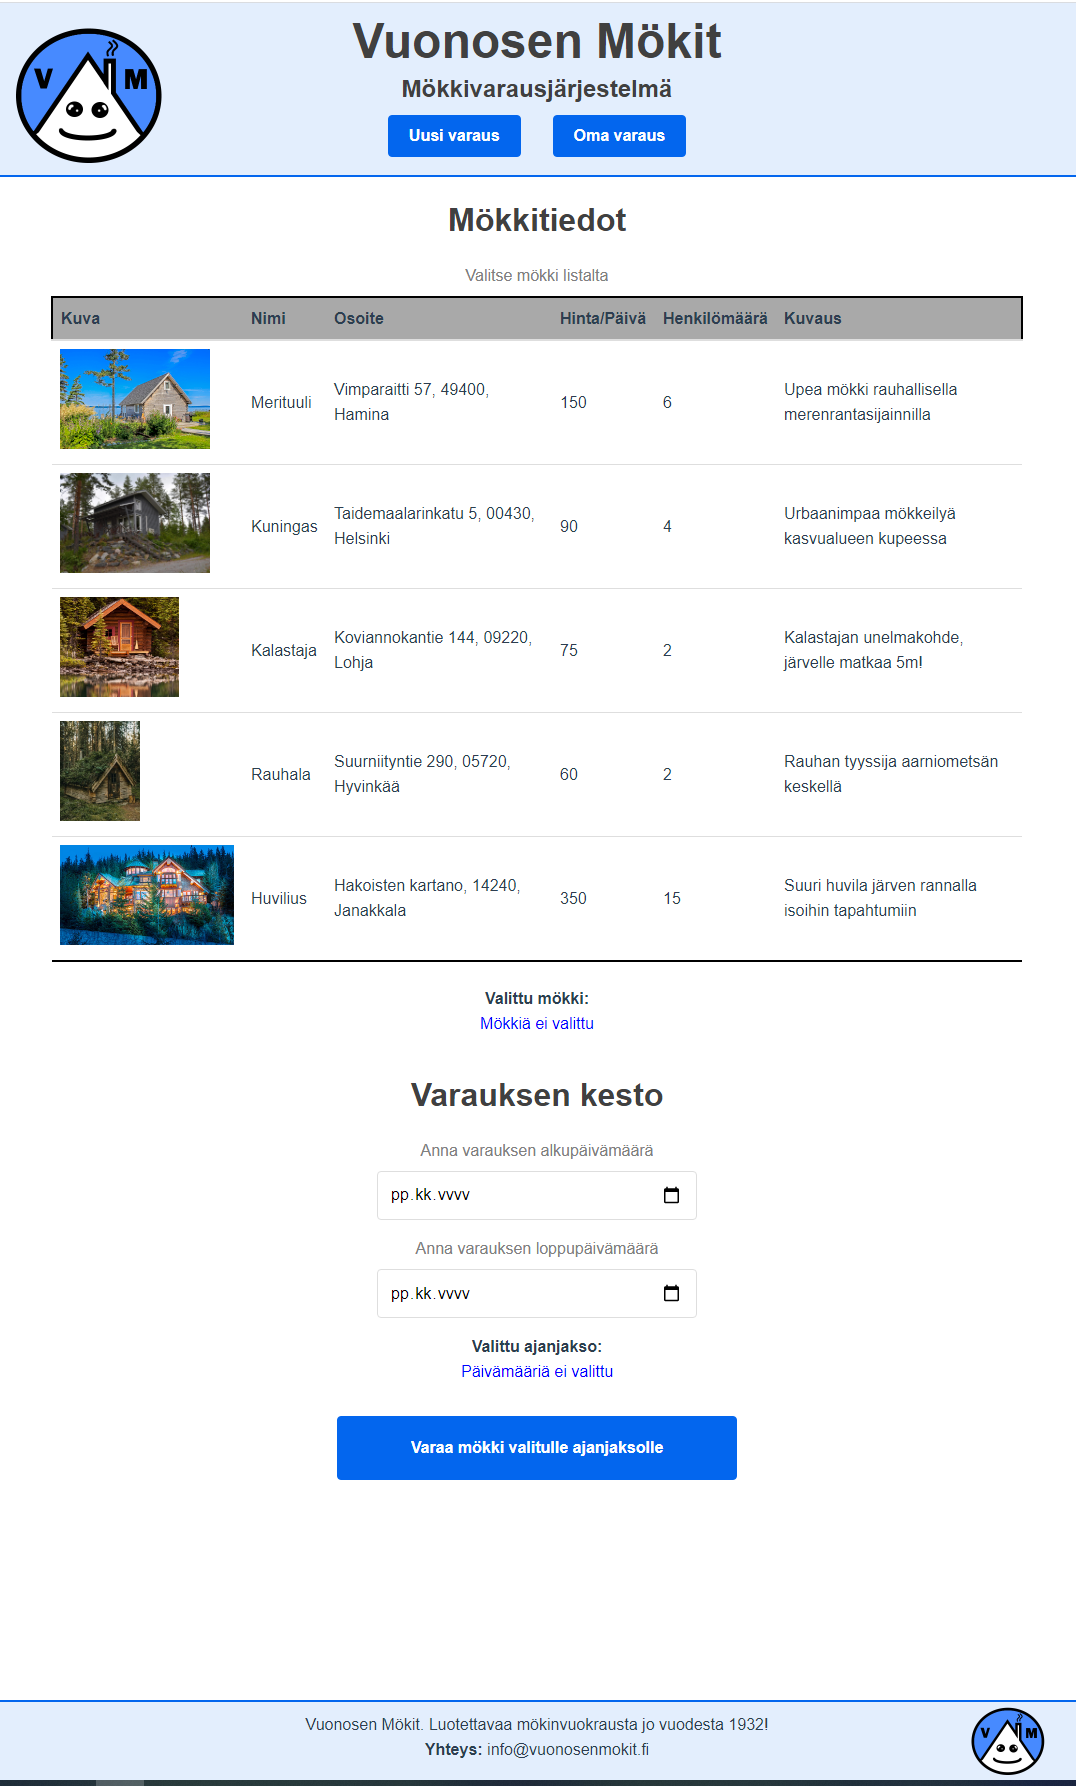 V M
Vuonosen Mökit
Mökkivarausjärjestelmä
Uusi varaus
Oma varaus
Mökkitiedot
Valitse mökki listalta
Kuva Nimi Osoite Hinta/Päivä Henkilömäärä Kuvaus
Merituuli Vimparaitti 57, 49400, 150 6 Upea mökki rauhallisella
Hamina merenrantasijainnilla
Kuningas Taidemaalarinkatu 5, 00430, 90 4 Urbaanimpaa mökkeilyä
Helsinki kasvualueen kupeessa
Kalastaja Koviannokantie 144, 09220, 75 2 Kalastajan unelmakohde,
Lohja järvelle matkaa 5m!
Rauhala Suurniityntie 290, 05720, 60 2 Rauhan tyyssija aarniometsän
Hyvinkää keskellä
Huvilius Hakoisten kartano, 14240, 350 15 Suuri huvila järven rannalla
Janakkala isoihin tapahtumiin
Valittu mökki:
Mökkiä ei valittu
Varauksen kesto
Anna varauksen alkupäivämäärä
pp.kk.vvvv
Anna varauksen loppupäivämäärä
pp.kk.vvvv
Valittu ajanjakso:
Päivämääriä ei valittu
Varaa mökki valitulle ajanjaksolle
Vuonosen Mökit. Luotettavaa mökinvuokrausta jo vuodesta 1932!
Yhteys: info@vuonosenmokit.fi
V M